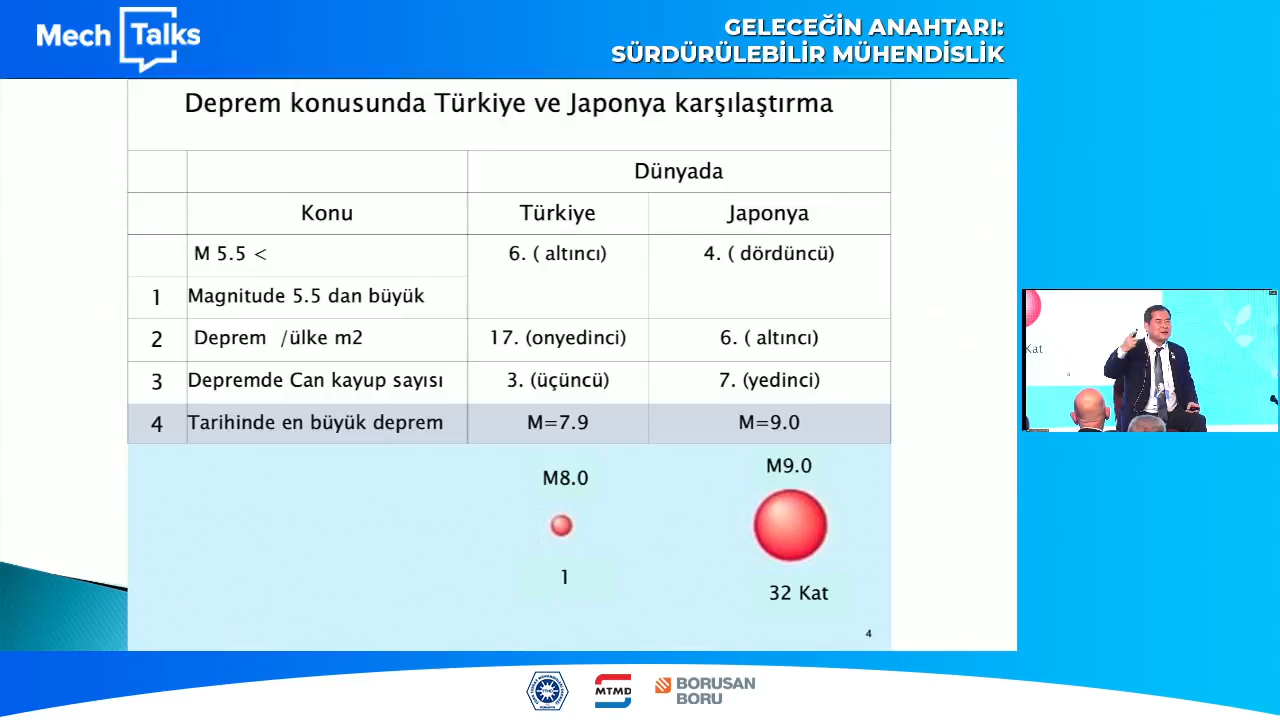 Mech Talks
GELECEĞİN ANAHTARI:
SÜRDÜRÜLEBİLİR MÜHENDİSLİK
Deprem konusunda Türkiye ve Japonya karşılaştırma
Dünyada
Konu Türkiye Japonya
M 5.5 < 6. ( altıncı) 4. ( dördüncü)
1 Magnitude 5.5 dan büyük
2 Deprem /ülke m2 17. (onyedinci) 6. ( altıncı)
3 Depremde Can kayup sayısı 3. (üçüncü) 7. (yedinci)
4 Tarihinde en büyük deprem M=7.9 M=9.0
M8.0 M9.0
1 32 Kat
4
Kat
MTMD
BORUSAN
BORU